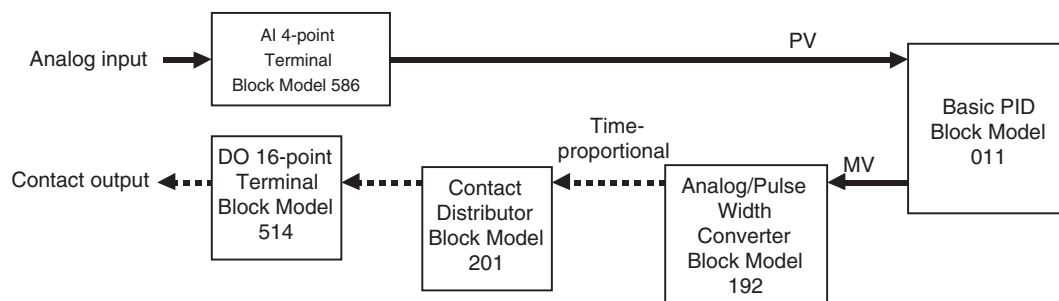 Analog input
AI 4-point
Terminal
Block Model 586
PV
Basic PID
Block Model
011
Contact output
DO 16-point
Terminal
Block Model
514
Contact
Distributor
Block Model
201
Time-
proportional
Analog/Pulse
Width
Converter
Block Model
192
MV